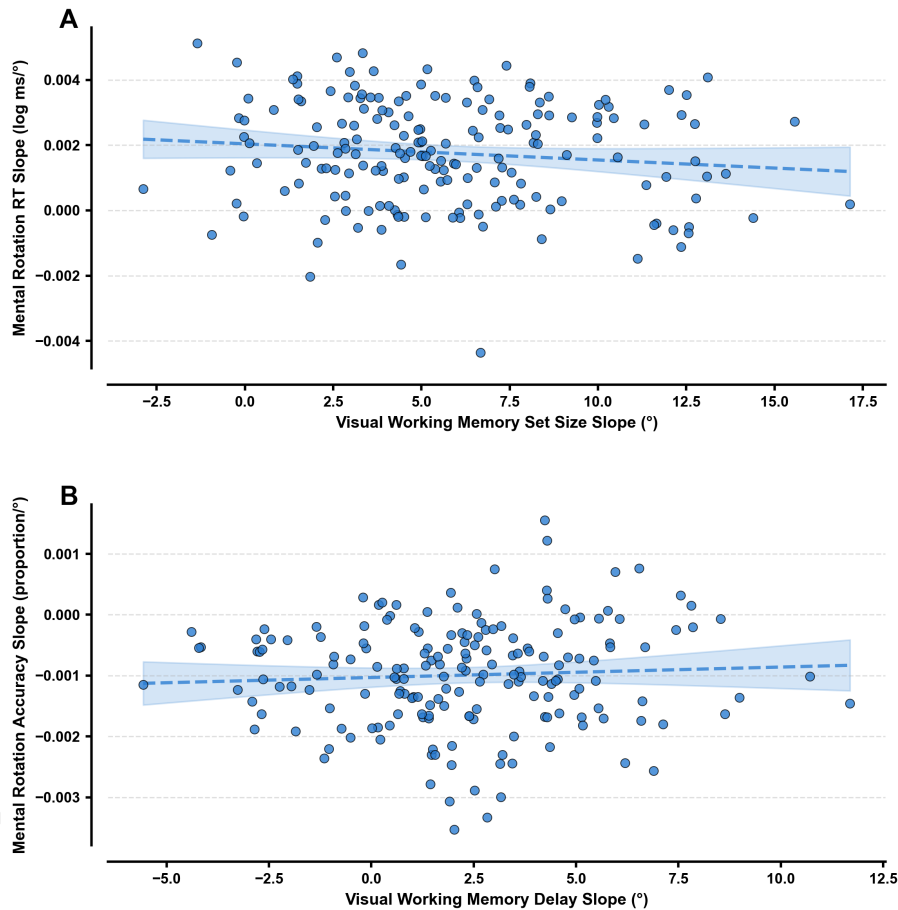 A
Mental Rotation RT Slope (log ms/°)
0.004
0.002
0.000
−0.002
−0.004
−2.5 0.0 2.5 5.0 7.5 10.0 12.5 15.0 17.5
Visual Working Memory Set Size Slope (°)
B
Mental Rotation Accuracy Slope (proportion/°)
0.001
0.000
−0.001
−0.002
−0.003
−5.0 −2.5 0.0 2.5 5.0 7.5 10.0 12.5
Visual Working Memory Delay Slope (°)